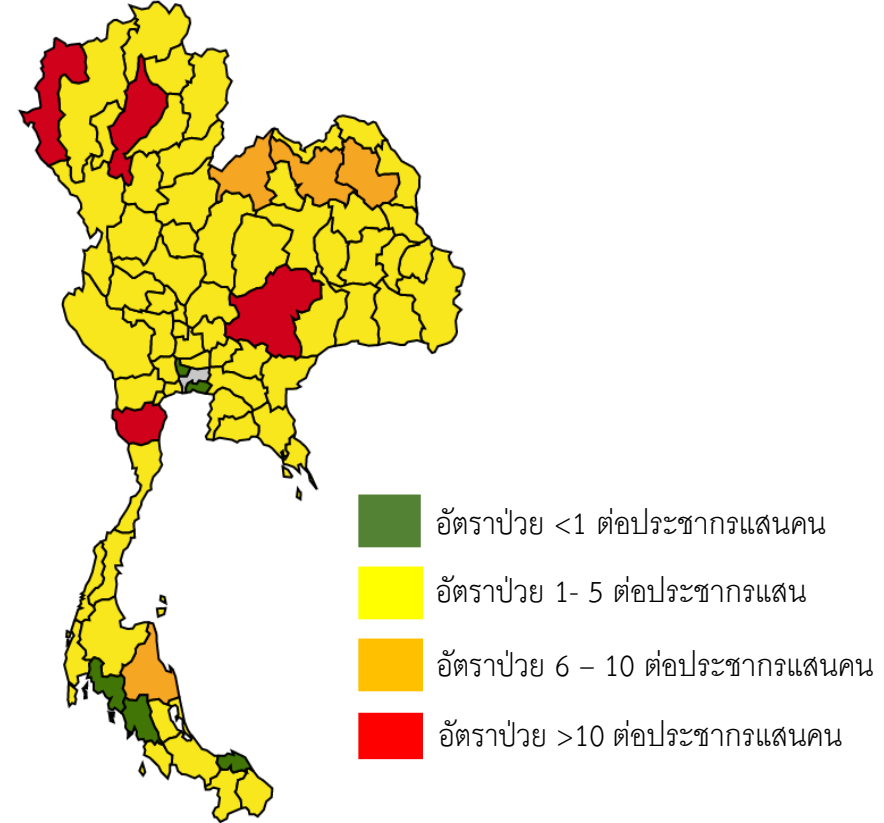 อัตราป่วย <1 ต่อประชากรแสนคน
อัตราป่วย 1- 5 ต่อประชากรแสน
อัตราป่วย 6 – 10 ต่อประชากรแสนคน
อัตราป่วย >10 ต่อประชากรแสนคน